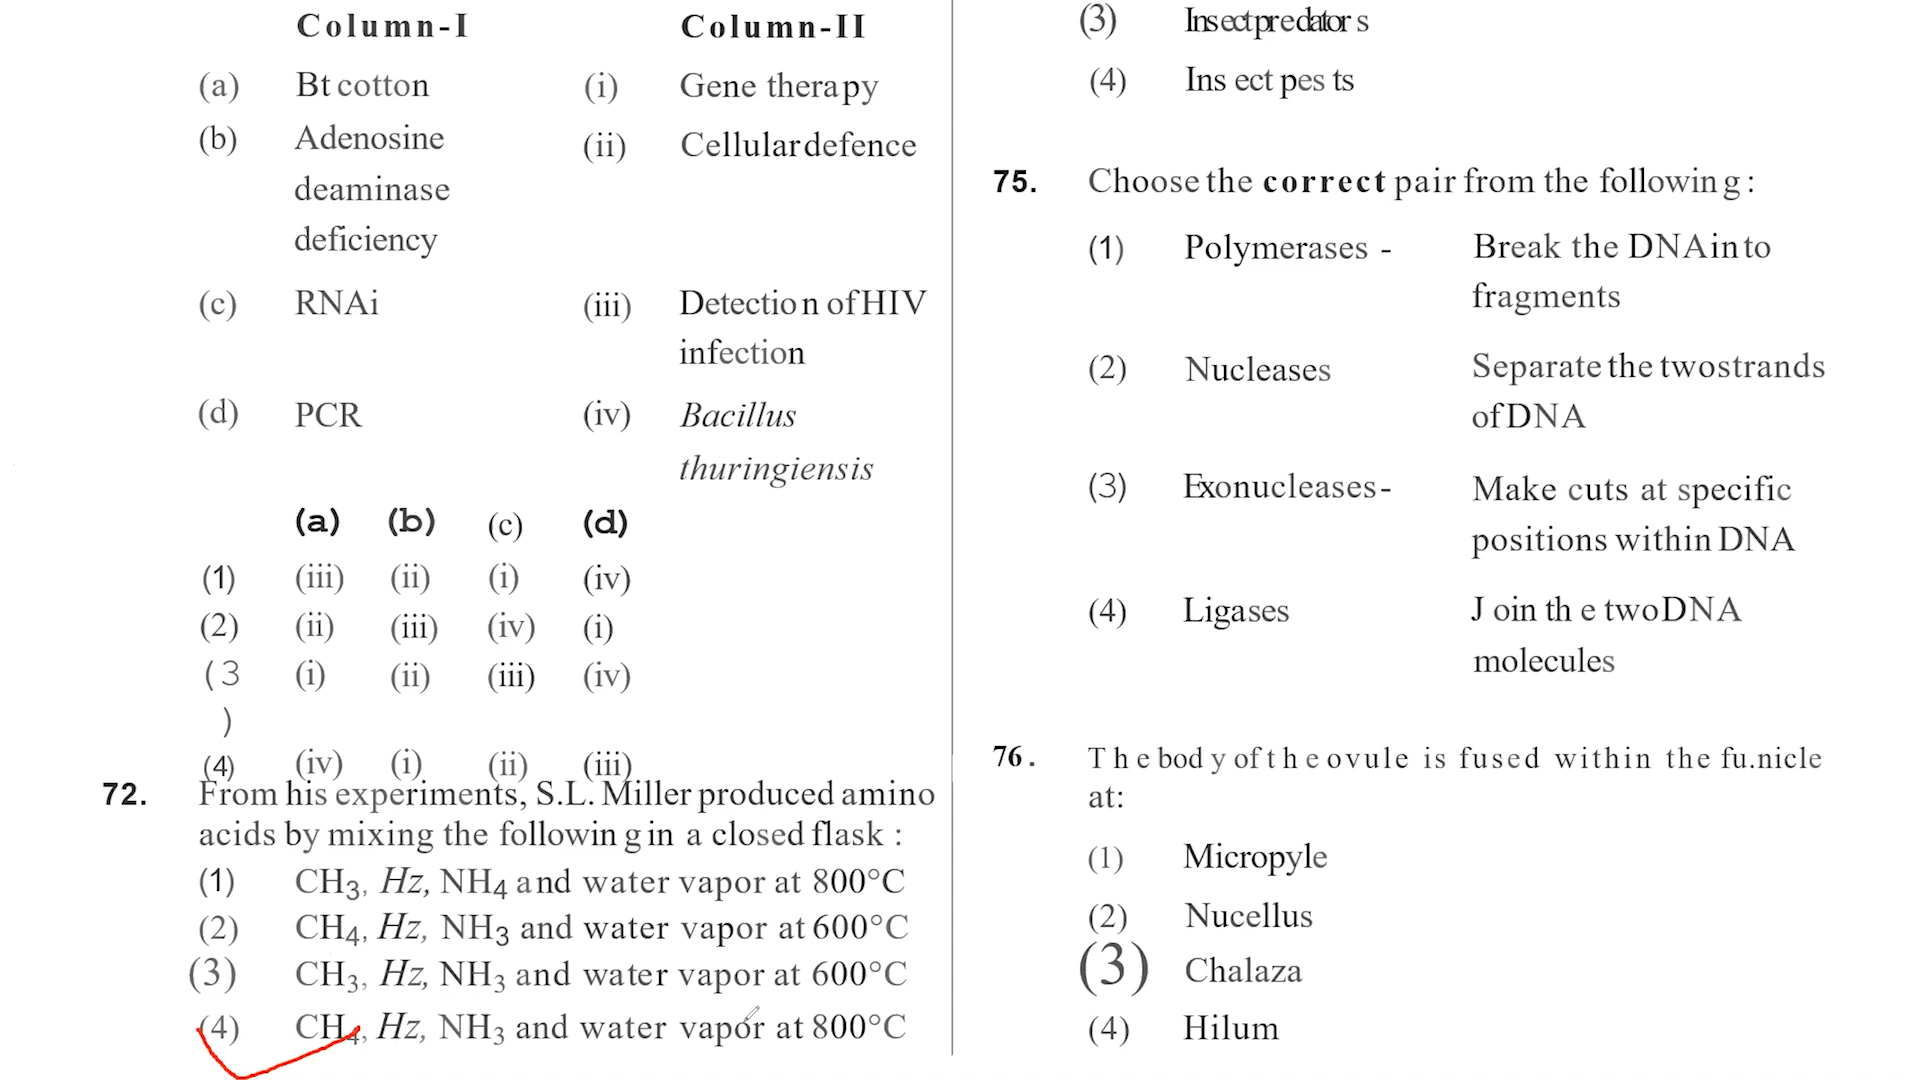 Column-I Column-II
(a) Bt cotton (i) Gene therapy
(b) Adenosine (ii) Cellular defence
deaminase
deficiency
(c) RNAi (iii) Detection of HIV
infection
(d) PCR (iv) Bacillus
thuringiensis
(a) (b) (c) (d)
(1) (iii) (ii) (i) (iv)
(2) (ii) (iii) (iv) (i)
(3 (i) (ii) (iii) (iv)
)
(4) (iv) (i) (ii) (iii)
72. From his experiments, S.L. Miller produced amino
acids by mixing the following in a closed flask :
(1) CH3, Hz, NH4 and water vapor at 800°C
(2) CH4, Hz, NH3 and water vapor at 600°C
(3) CH3, Hz, NH3 and water vapor at 600°C
(4) CH4, Hz, NH3 and water vapor at 800°C
(3) Insect predators
(4) Insect pests
75. Choose the correct pair from the following :
(1) Polymerases - Break the DNA into
fragments
(2) Nucleases Separate the two strands
of DNA
(3) Exonucleases - Make cuts at specific
positions within DNA
(4) Ligases Join the two DNA
molecules
76. The body of the ovule is fused within the fu.nicle
at:
(1) Micropyle
(2) Nucellus
(3) Chalaza
(4) Hilum